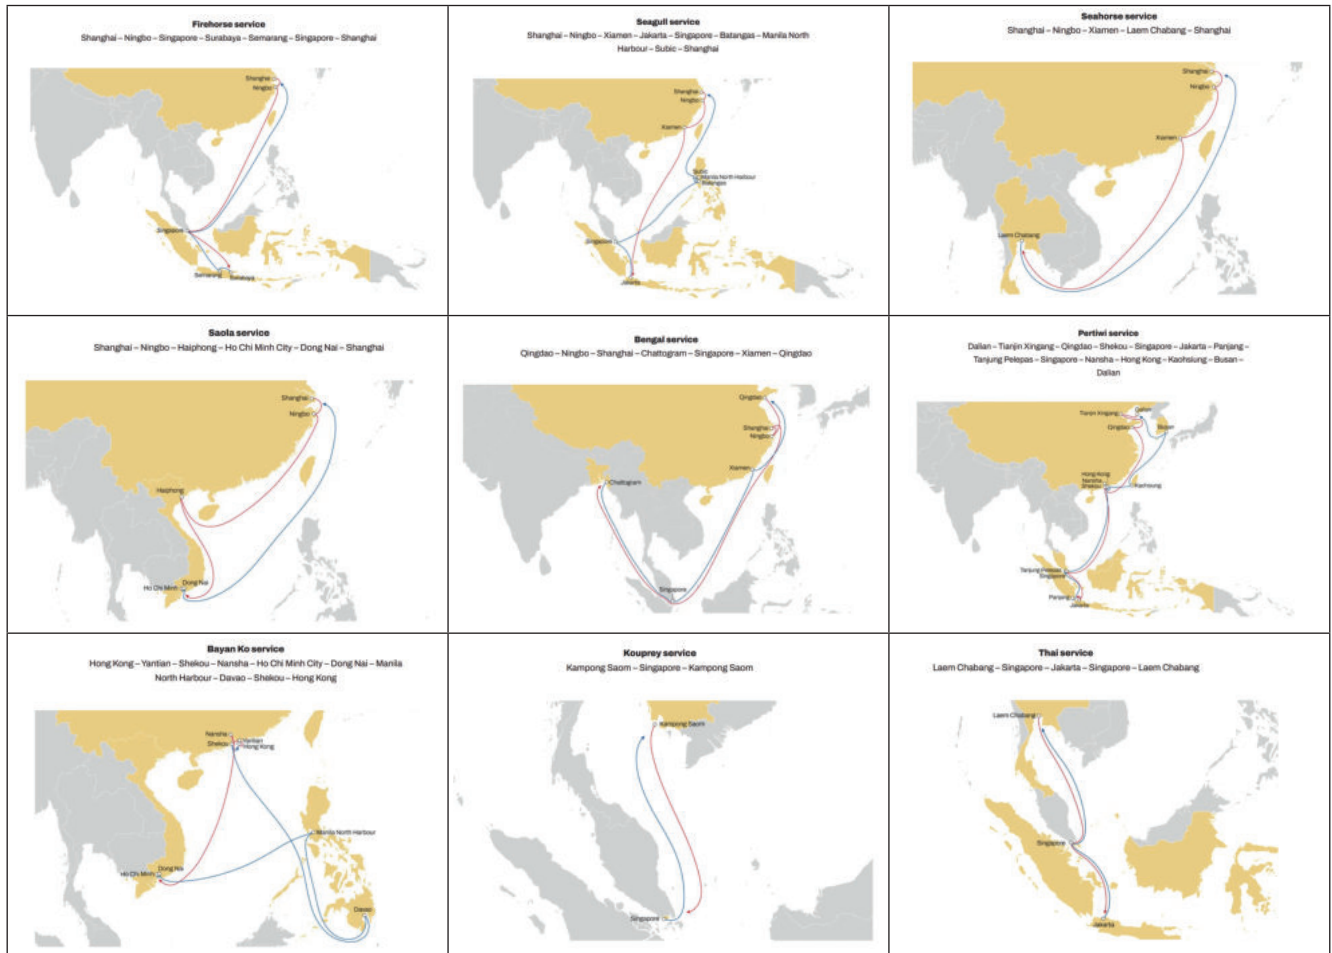 Firehorse service
Shanghai – Ningbo – Singapore – Surabaya – Semarang – Singapore – Shanghai
Shanghai
Ningbo
Singapore
Semarang
Surabaya
Seagull service
Shanghai – Ningbo – Xiamen – Jakarta – Singapore – Batangas – Manila North
Harbour – Subic – Shanghai
Shanghai
Ningbo
Xiamen
Subic
Manila North Harbour
Batangas
Singapore
Jakarta
Seahorse service
Shanghai – Ningbo – Xiamen – Laem Chabang – Shanghai
Shanghai
Ningbo
Xiamen
Laem Chabang
Saola service
Shanghai – Ningbo – Haiphong – Ho Chi Minh City – Dong Nai – Shanghai
Shanghai
Ningbo
Haiphong
Dong Nai
Ho Chi Minh
Bengal service
Qingdao – Ningbo – Shanghai – Chattogram – Singapore – Xiamen – Qingdao
Qingdao
Shanghai
Ningbo
Xiamen
Chattogram
Singapore
Pertiwi service
Dalian – Tianjin Xingang – Qingdao – Shekou – Singapore – Jakarta – Panjang –
Tanjung Pelepas – Singapore – Nansha – Hong Kong – Kaohsiung – Busan –
Dalian
Dalian
Tianjin Xingang
Qingdao
Busan
Hong Kong
Nansha
Shekou
Kaohsiung
Tanjung Pelepas
Singapore
Panjang
Jakarta
Bayan Ko service
Hong Kong – Yantian – Shekou – Nansha – Ho Chi Minh City – Dong Nai – Manila
North Harbour – Davao – Shekou – Hong Kong
Nansha
Yantian
Shekou
Hong Kong
Manila North Harbour
Dong Nai
Ho Chi Minh
Davao
Kouprey service
Kampong Saom – Singapore – Kampong Saom
Kampong Saom
Singapore
Thai service
Laem Chabang – Singapore – Jakarta – Singapore – Laem Chabang
Laem Chabang
Singapore
Jakarta